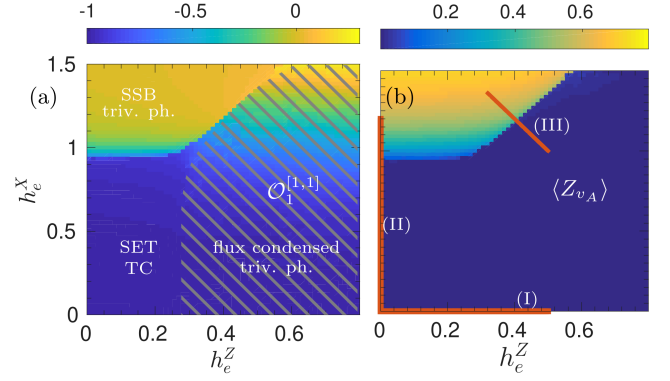 -1 -0.5 0
0.2 0.4 0.6
1.5
(a) SSB
triv. ph.
(b)
(III)
1
h_e^X
𝒪_1^{[1,1]}
⟨Z_{v_A}⟩
(II)
0.5
SET
TC
flux condensed
triv. ph.
(I)
0
0 0.2 0.4 0.6
0 0.2 0.4 0.6
h_e^Z
h_e^Z